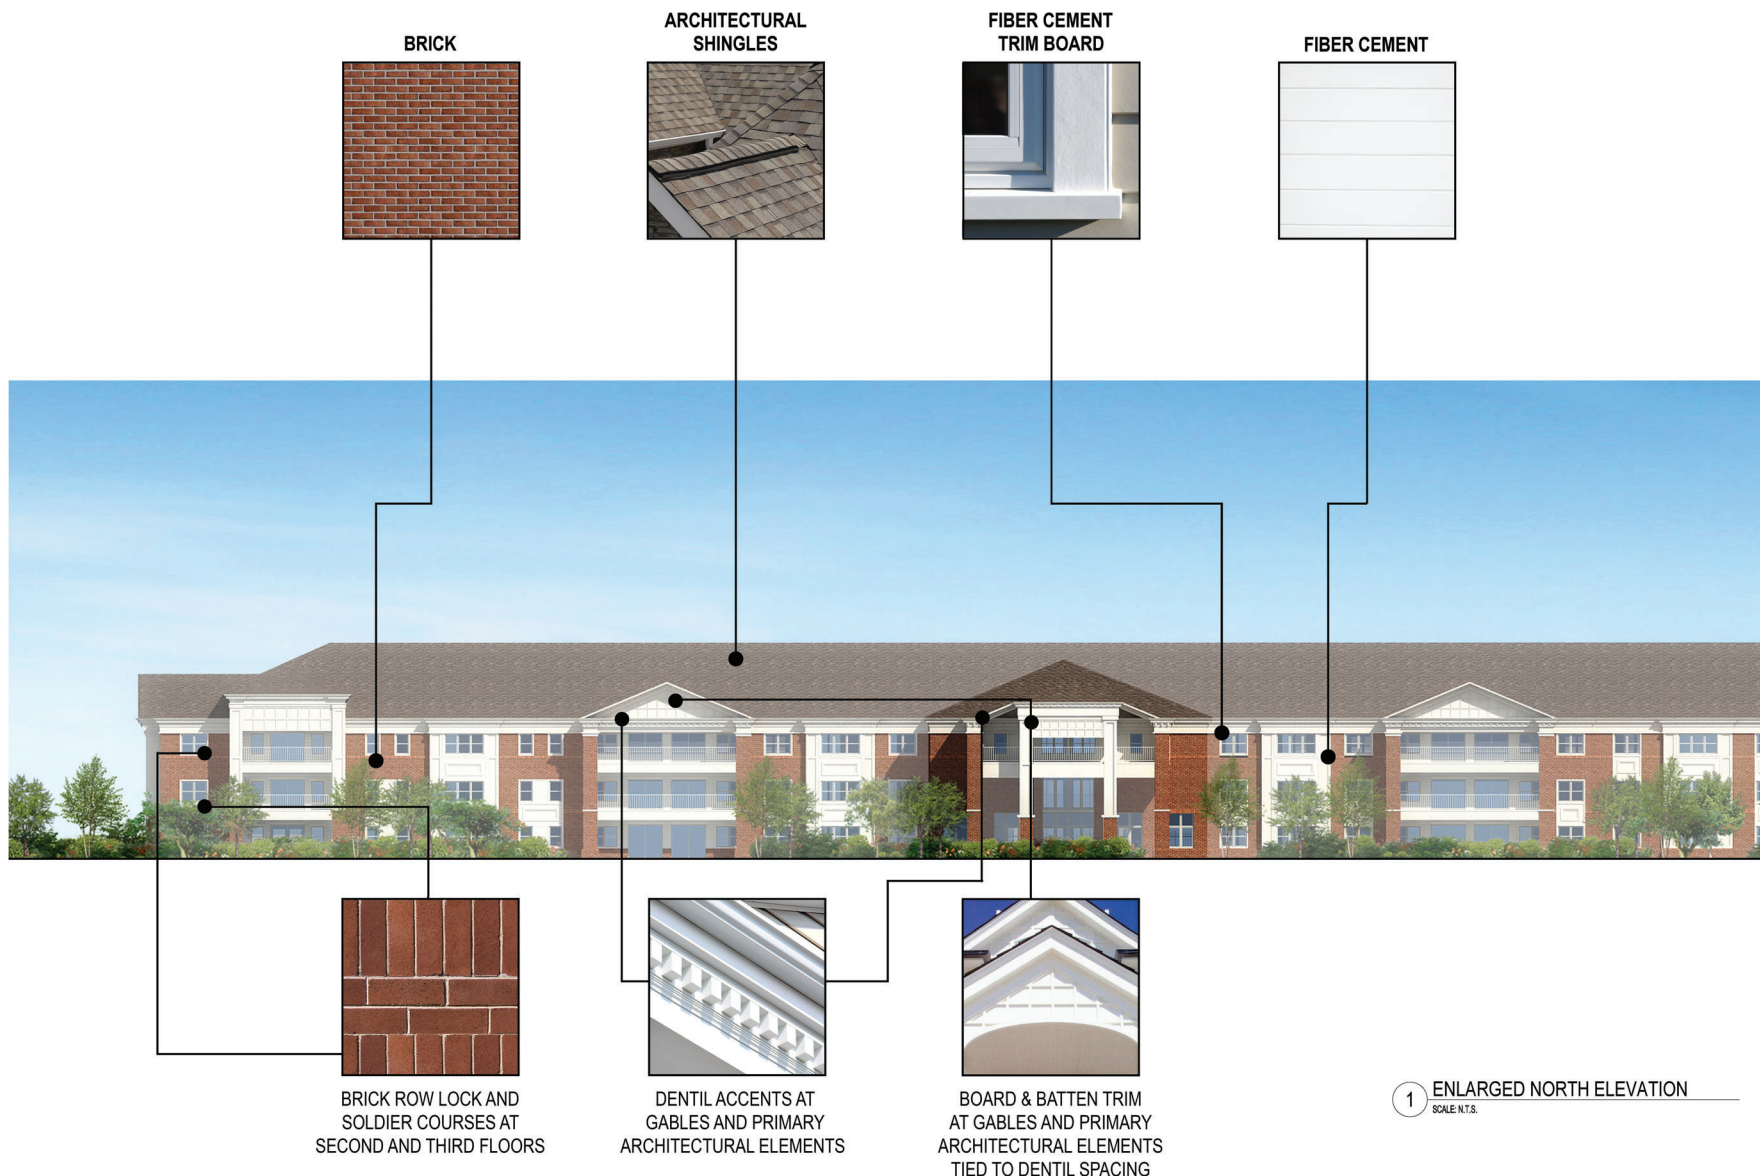 BRICK
ARCHITECTURAL
SHINGLES
FIBER CEMENT
TRIM BOARD
FIBER CEMENT
BRICK ROW LOCK AND
SOLDIER COURSES AT
SECOND AND THIRD FLOORS
DENTIL ACCENTS AT
GABLES AND PRIMARY
ARCHITECTURAL ELEMENTS
BOARD & BATTEN TRIM
AT GABLES AND PRIMARY
ARCHITECTURAL ELEMENTS
TIED TO DENTIL SPACING
1
ENLARGED NORTH ELEVATION
SCALE: N.T.S.